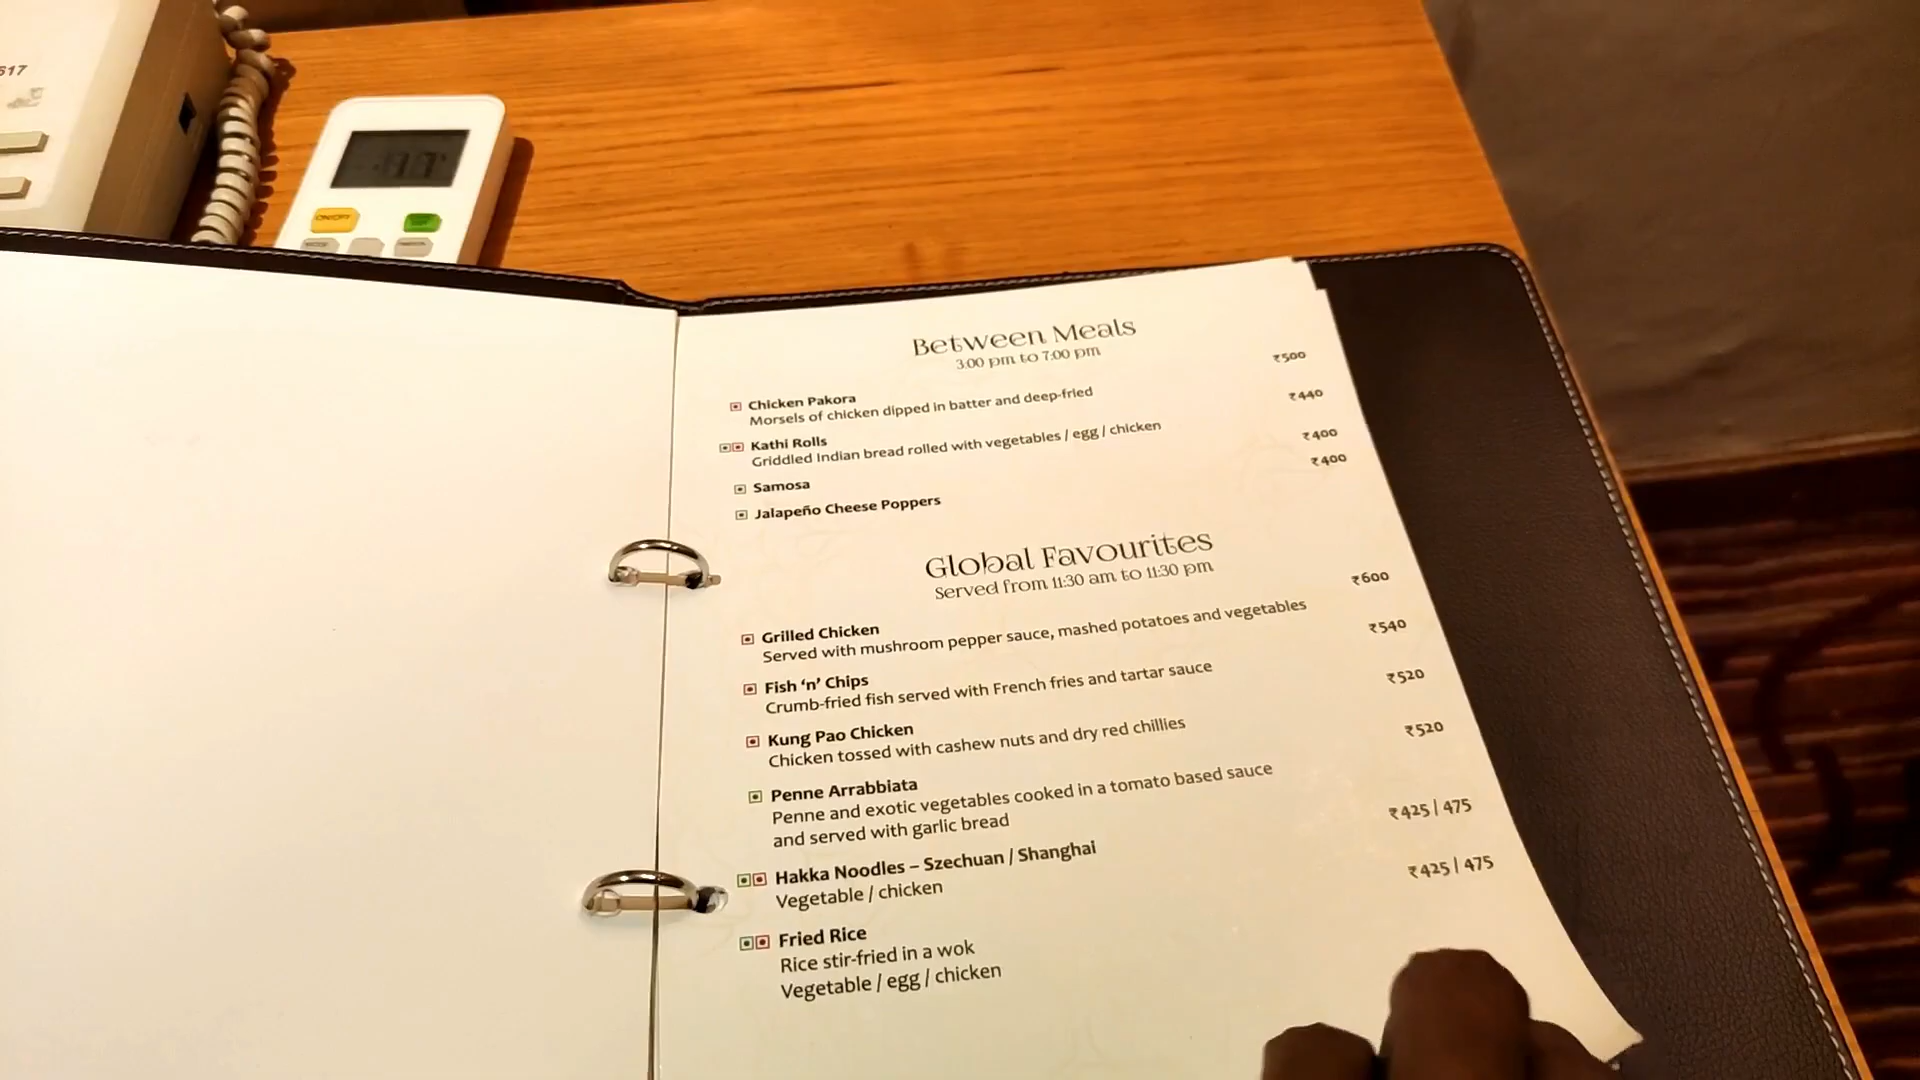 617
ON/OFF
Between Meals
3:00 pm to 7:00 pm
Chicken Pakora ₹500
Morsels of chicken dipped in batter and deep-fried
Kathi Rolls ₹440
Griddled Indian bread rolled with vegetables / egg / chicken
Samosa ₹400
Jalapeño Cheese Poppers ₹400
Global Favourites
Served from 11:30 am to 11:30 pm
Grilled Chicken ₹600
Served with mushroom pepper sauce, mashed potatoes and vegetables
Fish ‘n’ Chips ₹540
Crumb-fried fish served with French fries and tartar sauce
Kung Pao Chicken ₹520
Chicken tossed with cashew nuts and dry red chillies
Penne Arrabbiata ₹520
Penne and exotic vegetables cooked in a tomato based sauce
and served with garlic bread
Hakka Noodles – Szechuan / Shanghai ₹425 | 475
Vegetable / chicken
Fried Rice ₹425 | 475
Rice stir-fried in a wok
Vegetable / egg / chicken